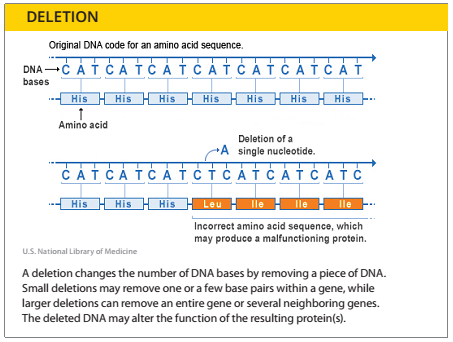 DELETION
Original DNA code for an amino acid sequence.
DNA bases
C A T C A T C A T C A T C A T C A T C A T
His His His His His His His
Amino acid
Deletion of a single nucleotide.
A
C A T C A T C A T C T C A T C A T C A T C
His His His Leu Ile Ile Ile
Incorrect amino acid sequence, which
may produce a malfunctioning protein.
U.S. National Library of Medicine
A deletion changes the number of DNA bases by removing a piece of DNA.
Small deletions may remove one or a few base pairs within a gene, while
larger deletions can remove an entire gene or several neighboring genes.
The deleted DNA may alter the function of the resulting protein(s).